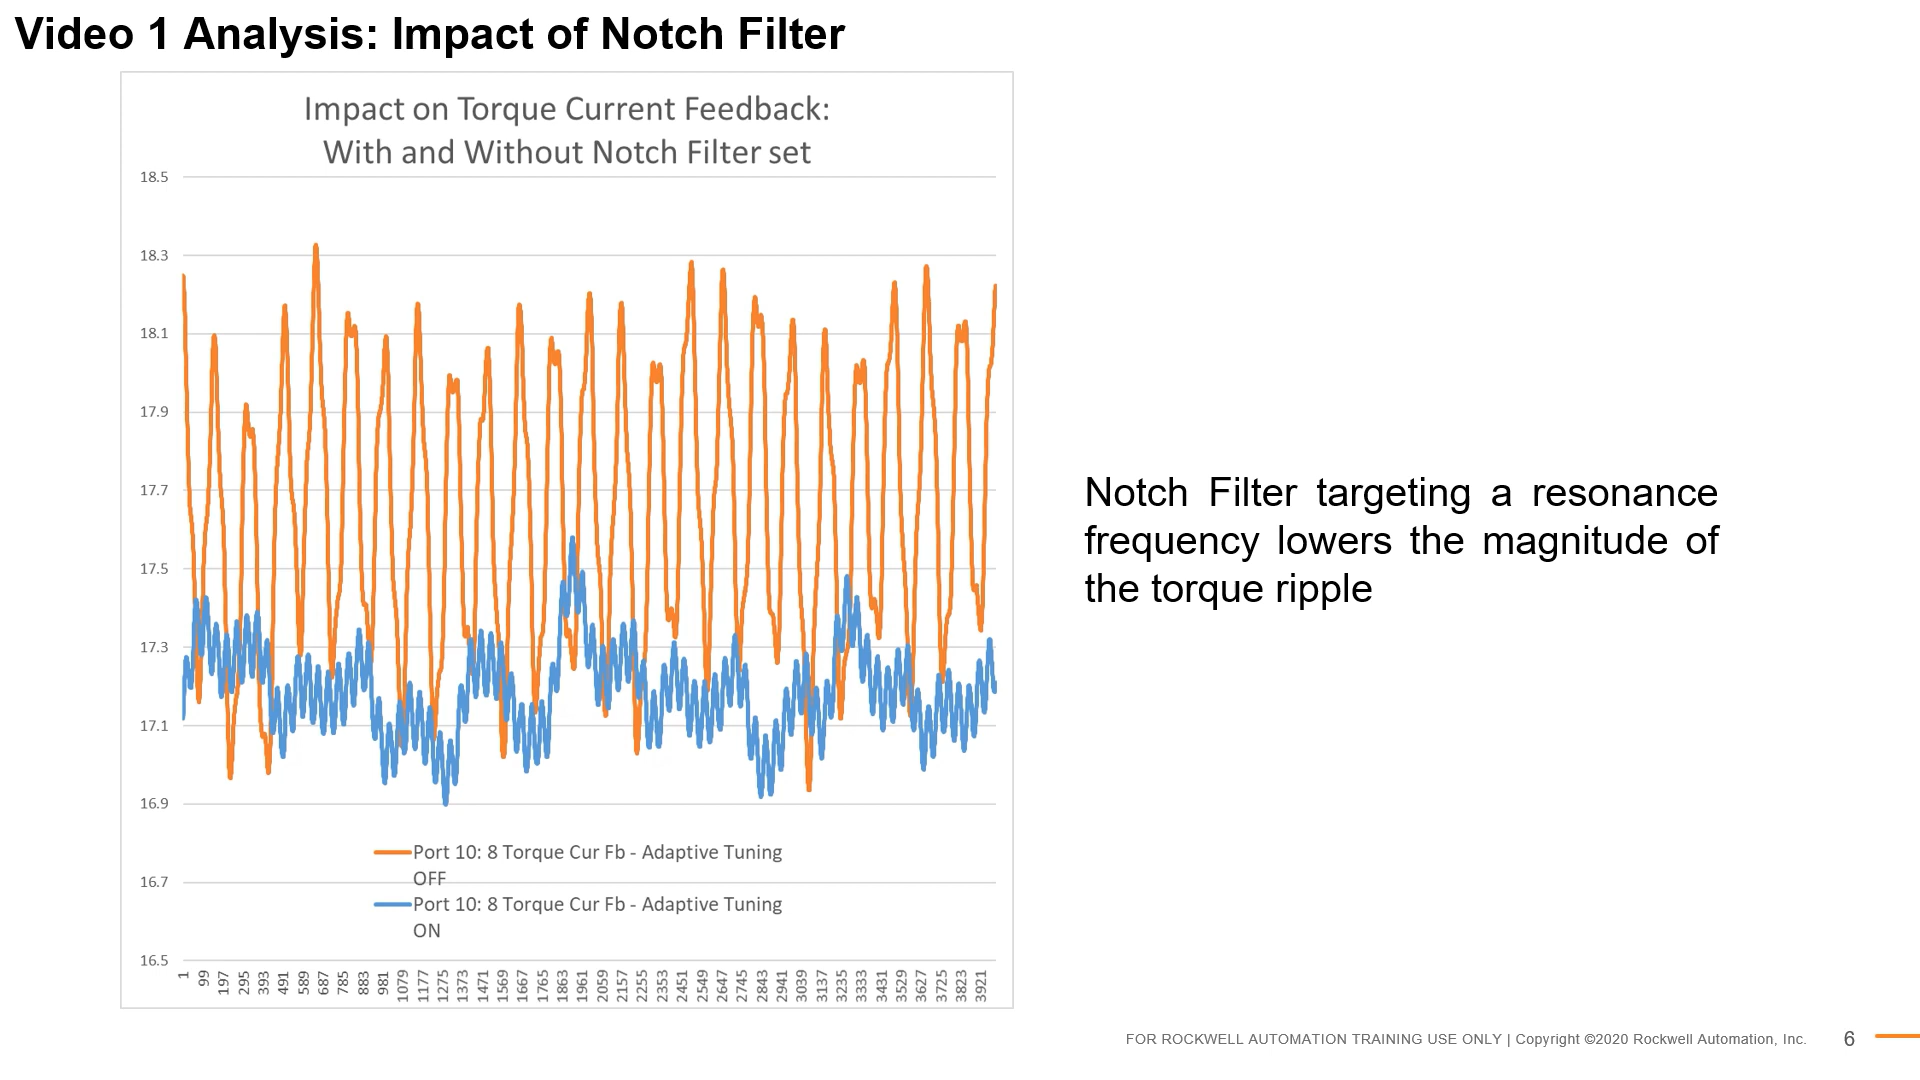 Video 1 Analysis: Impact of Notch Filter
Impact on Torque Current Feedback:
With and Without Notch Filter set
18.5
18.3
18.1
17.9
17.7
17.5
17.3
17.1
16.9
16.7
16.5
Port 10: 8 Torque Cur Fb - Adaptive Tuning
OFF
Port 10: 8 Torque Cur Fb - Adaptive Tuning
ON
1 99 197 295 393 491 589 687 785 883 981 1079 1177 1275 1373 1471 1569 1667 1765 1863 1961 2059 2157 2255 2353 2451 2549 2647 2745 2843 2941 3039 3137 3235 3333 3431 3529 3627 3725 3823 3921
Notch Filter targeting a resonance
frequency lowers the magnitude of
the torque ripple
FOR ROCKWELL AUTOMATION TRAINING USE ONLY | Copyright ©2020 Rockwell Automation, Inc. 6